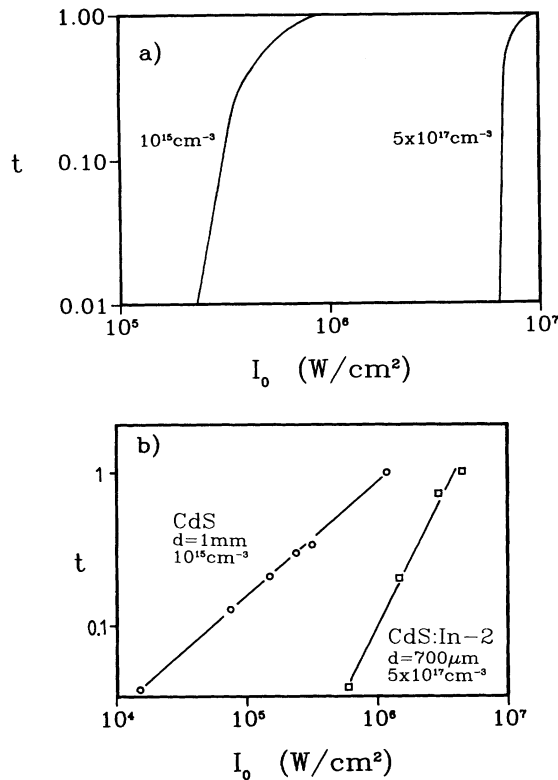 1.00
a)
10¹⁵cm⁻³
5x10¹⁷cm⁻³
t
0.10
0.01
10⁵
10⁶
10⁷
I₀ (W/cm²)
b)
1
CdS
d=1mm
10¹⁵cm⁻³
t
0.1
CdS:In-2
d=700μm
5x10¹⁷cm⁻³
10⁴
10⁵
10⁶
10⁷
I₀ (W/cm²)